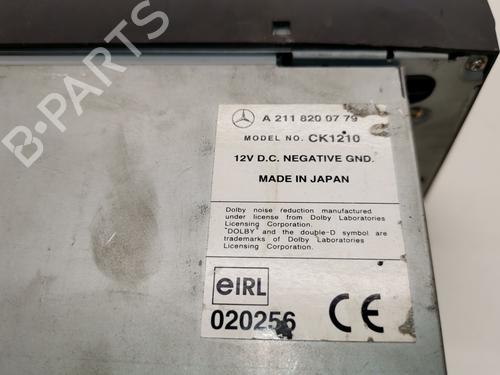 B-PARTS
A 211 820 07 79
MODEL NO. CK1210
12V D.C. NEGATIVE GND.
MADE IN JAPAN
Dolby noise reduction manufactured
under license from Dolby Laboratories
Licensing Corporation.
"DOLBY" and the double-D symbol are
trademarks of Dolby Laboratories
Licensing Corporation.
eIRL
020256
CE